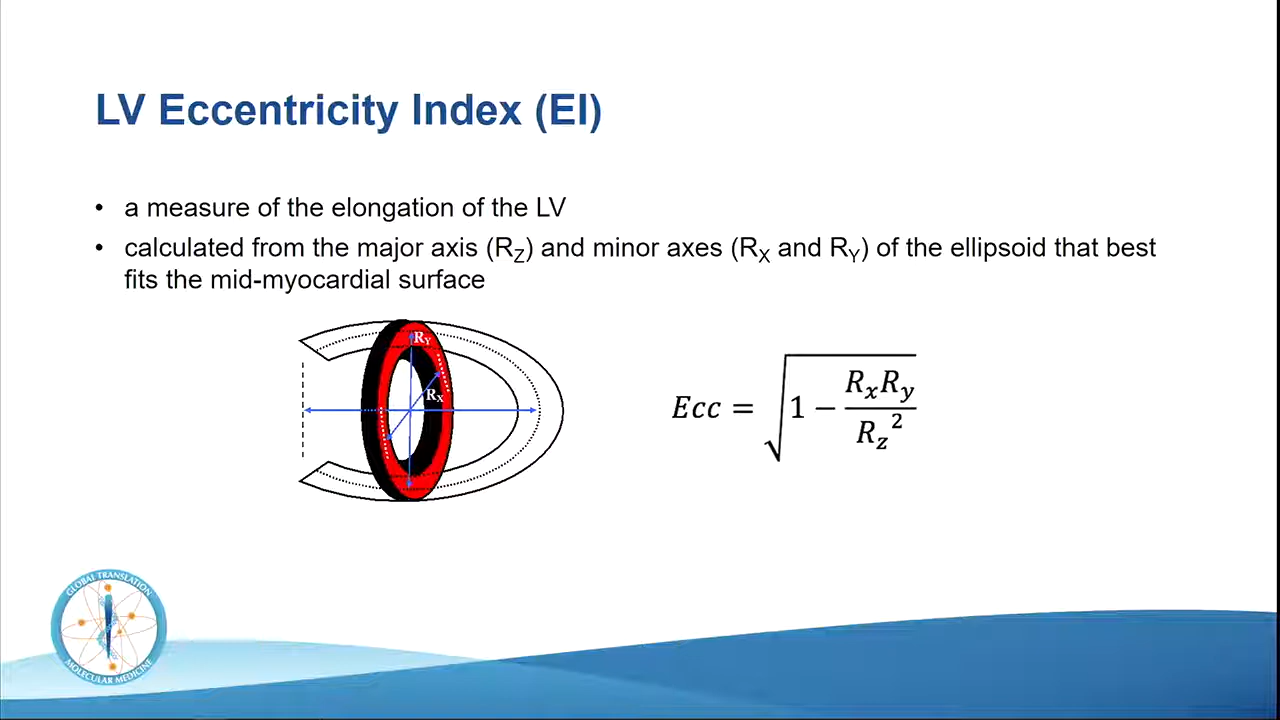 LV Eccentricity Index (EI)
• a measure of the elongation of the LV
• calculated from the major axis (R_Z) and minor axes (R_X and R_Y) of the ellipsoid that best
fits the mid-myocardial surface
R_Y
R_X
Ecc = √(1 − (R_x R_y)/(R_z²))
GLOBAL TRANSLATION
MOLECULAR MEDICINE